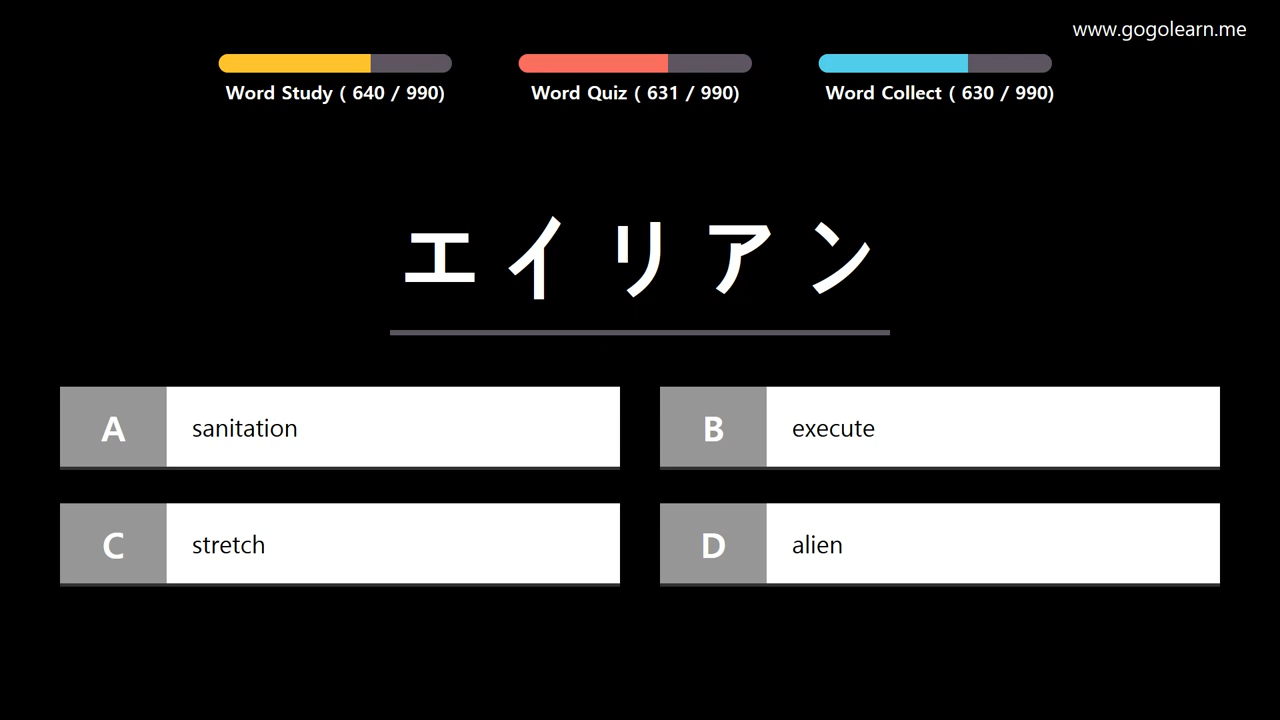 www.gogolearn.me
Word Study ( 640 / 990)
Word Quiz ( 631 / 990)
Word Collect ( 630 / 990)
エイリアン
A sanitation
B execute
C stretch
D alien